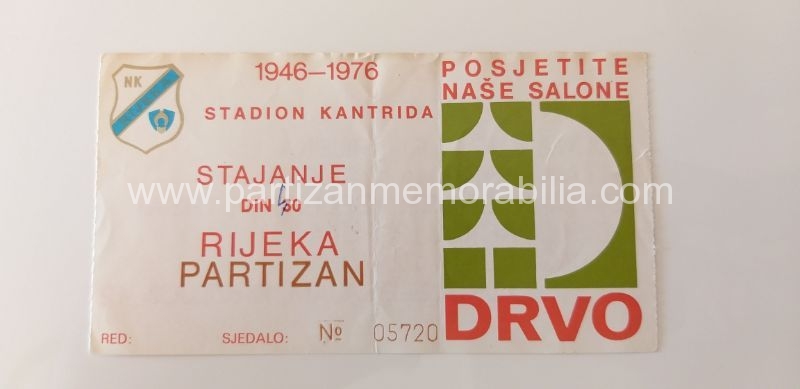 NK
1946–1976
STADION KANTRIDA
STAJANJE
DIN
RIJEKA
PARTIZAN
RED:
SJEDALO:
Nº 05720
POSJETITE
NAŠE SALONE
DRVO
www.partizanmemorabilia.com